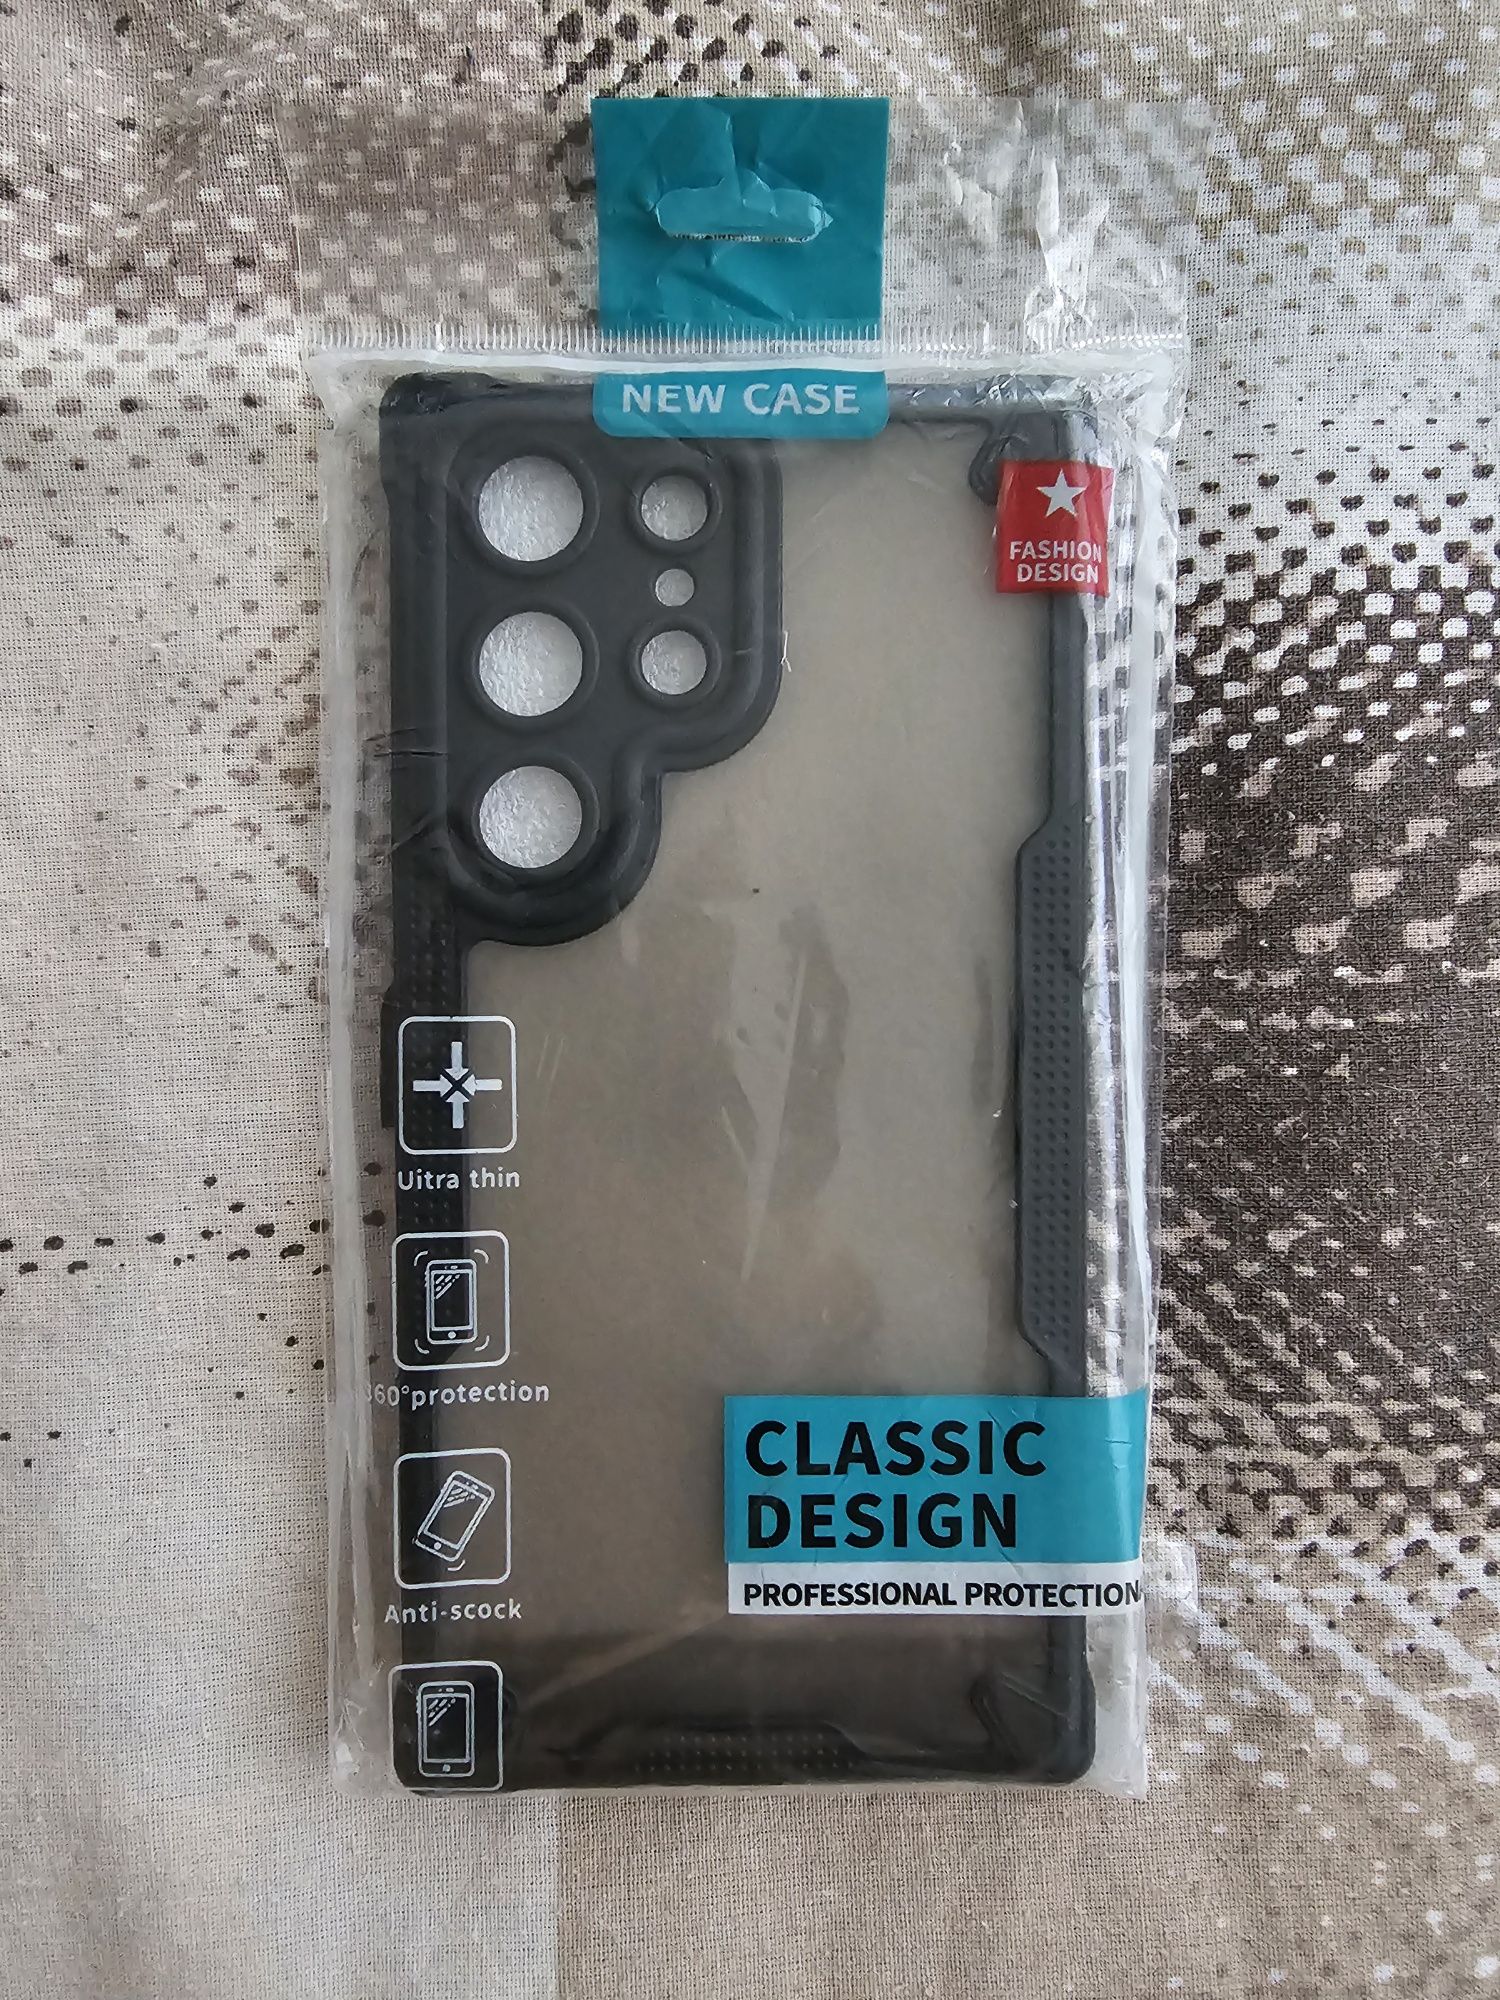 NEW CASE
FASHION
DESIGN
Uitra thin
360°protection
Anti-scock
CLASSIC
DESIGN
PROFESSIONAL PROTECTION